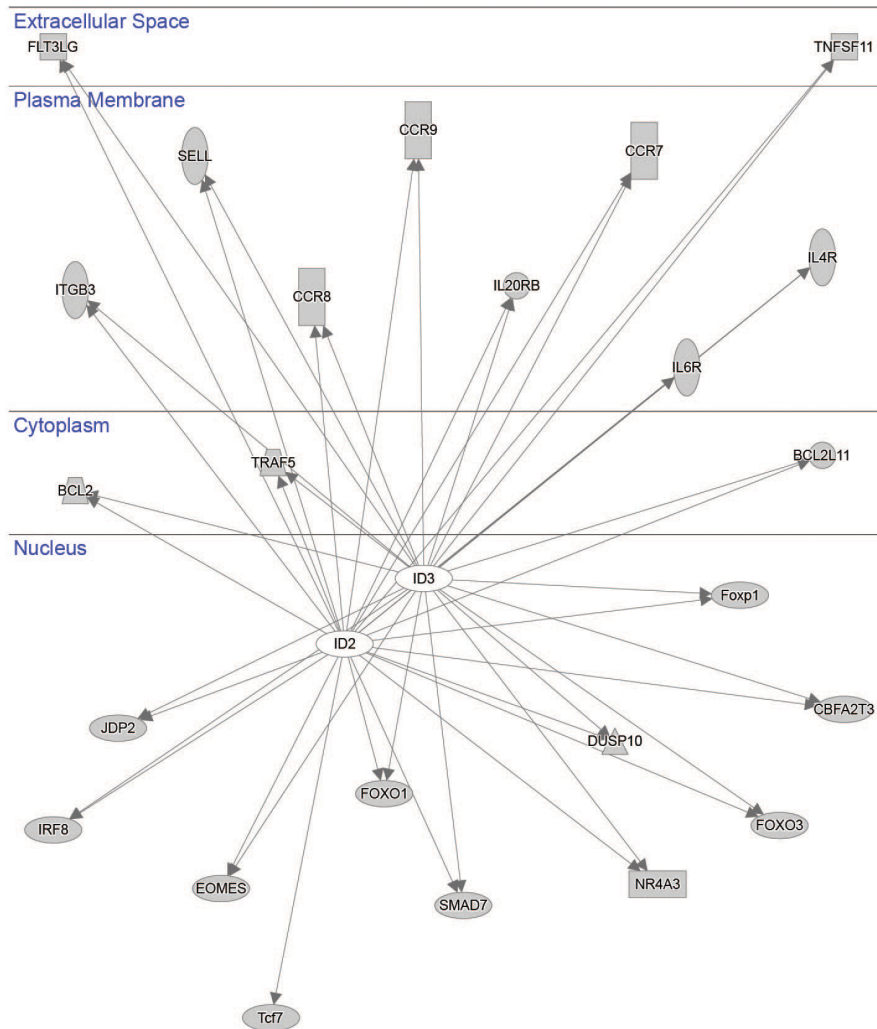 Extracellular Space
FLT3LG
TNFSF11
Plasma Membrane
CCR9
CCR7
SELL
IL4R
ITGB3
CCR8
IL20RB
IL6R
Cytoplasm
TRAF5
BCL2L11
BCL2
Nucleus
ID3
Foxp1
ID2
CBFA2T3
JDP2
DUSP10
FOXO1
FOXO3
IRF8
EOMES
NR4A3
SMAD7
Tcf7